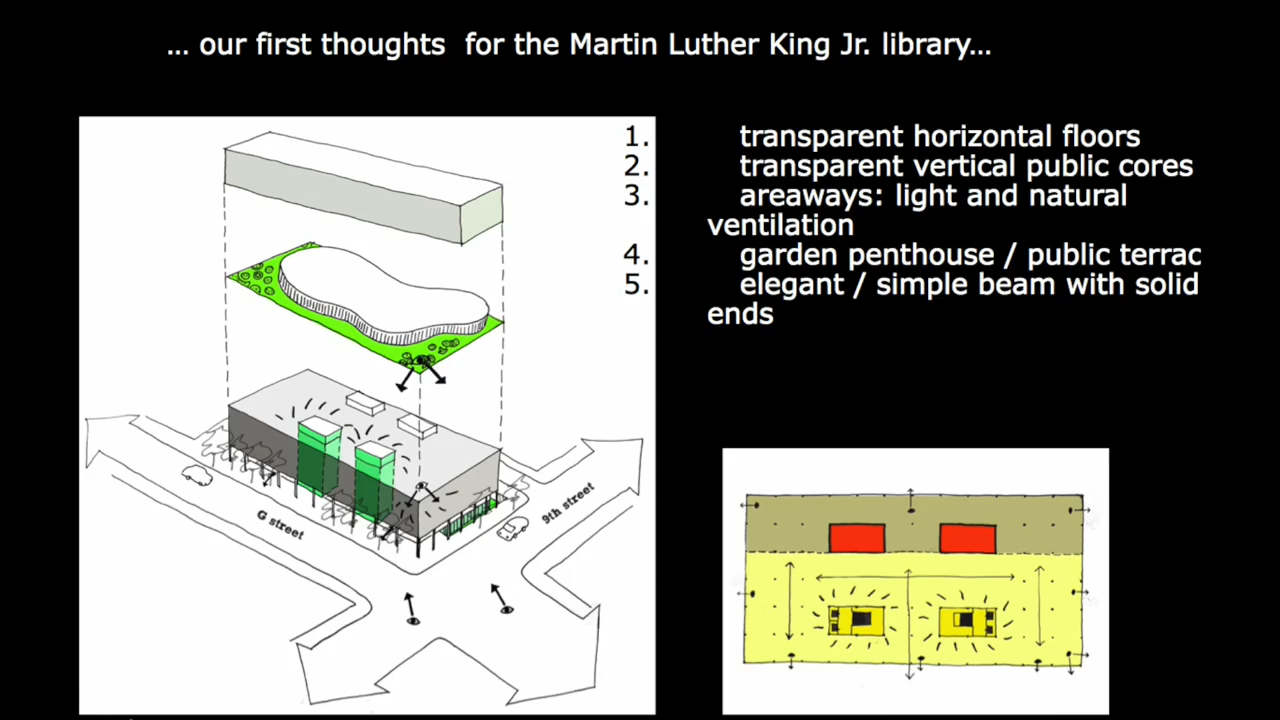 ... our first thoughts for the Martin Luther King Jr. library...
1. transparent horizontal floors
2. transparent vertical public cores
3. areaways: light and natural
ventilation
4. garden penthouse / public terrac
5. elegant / simple beam with solid
ends
G street
9th street